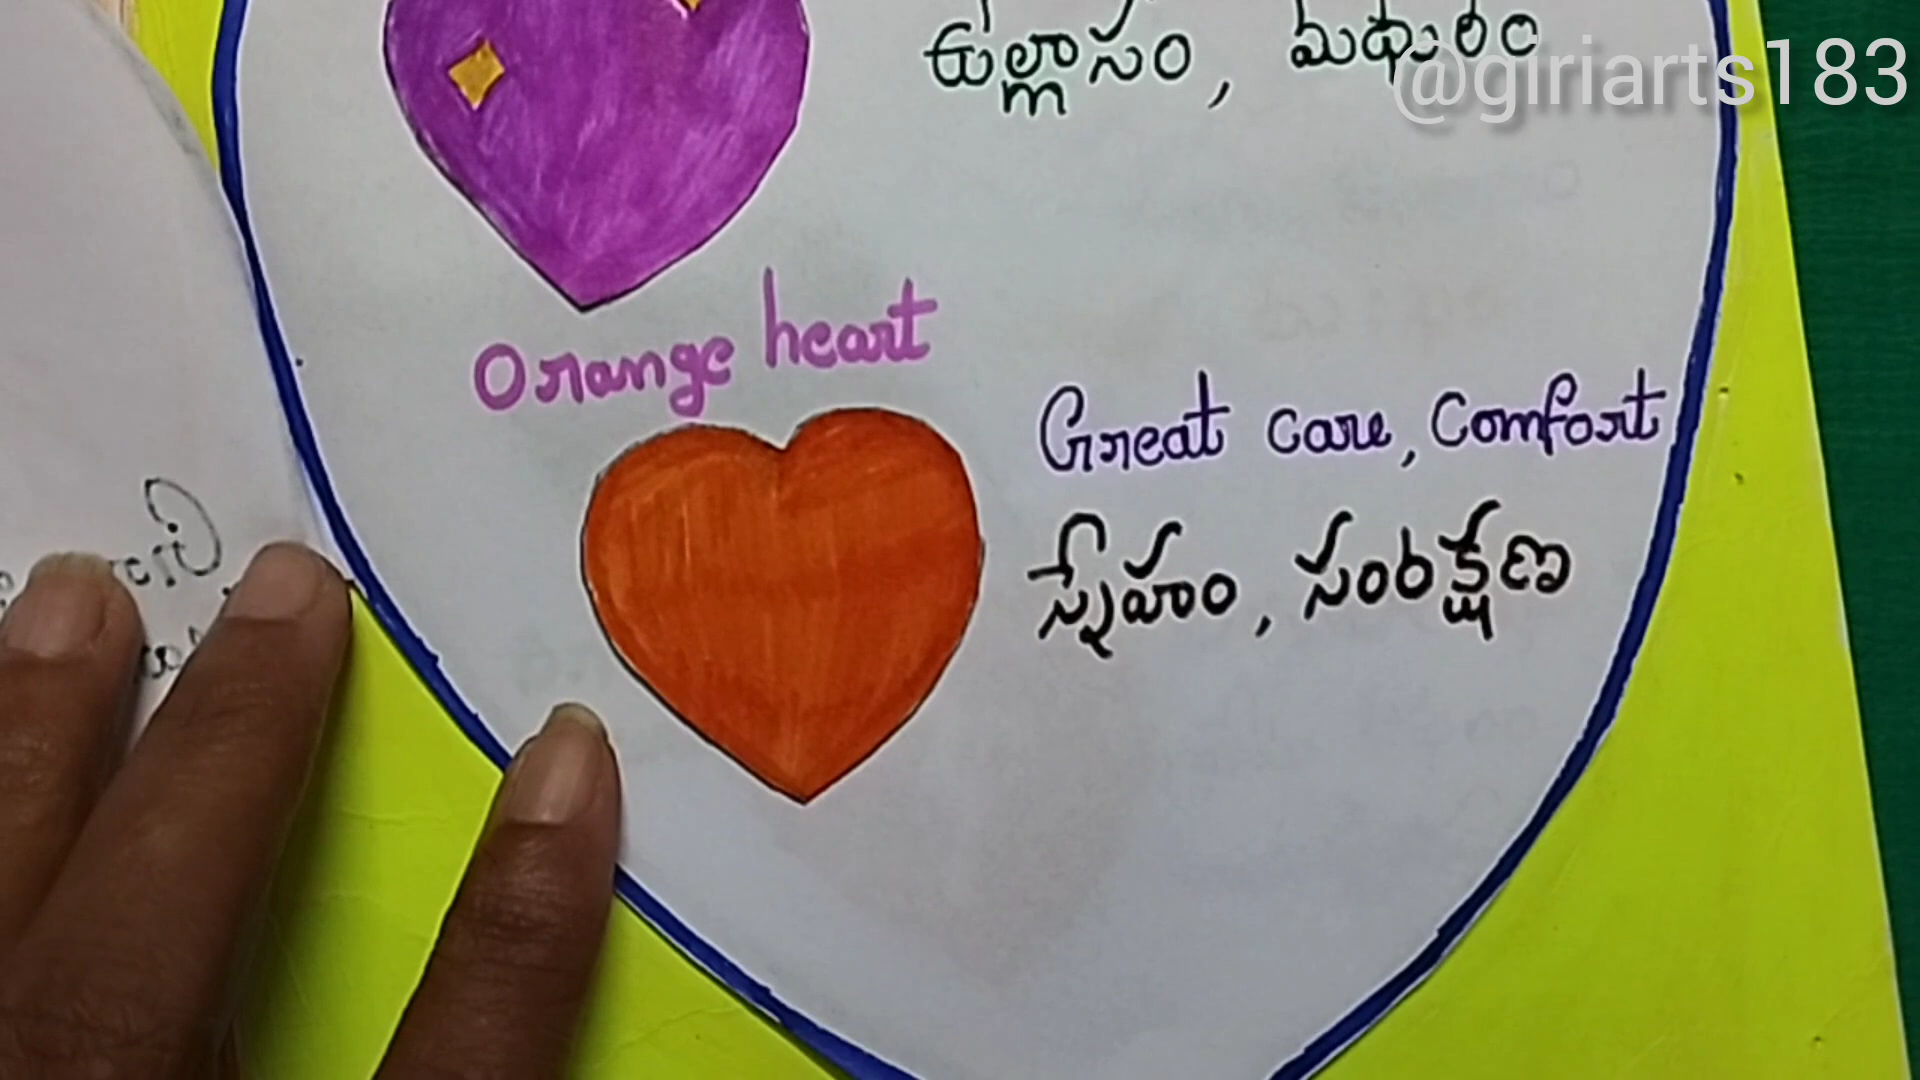 ఉల్లాసం, మధురం
@giriarts183
Orange heart
Great care, Comfort
స్నేహం, సంరక్షణ